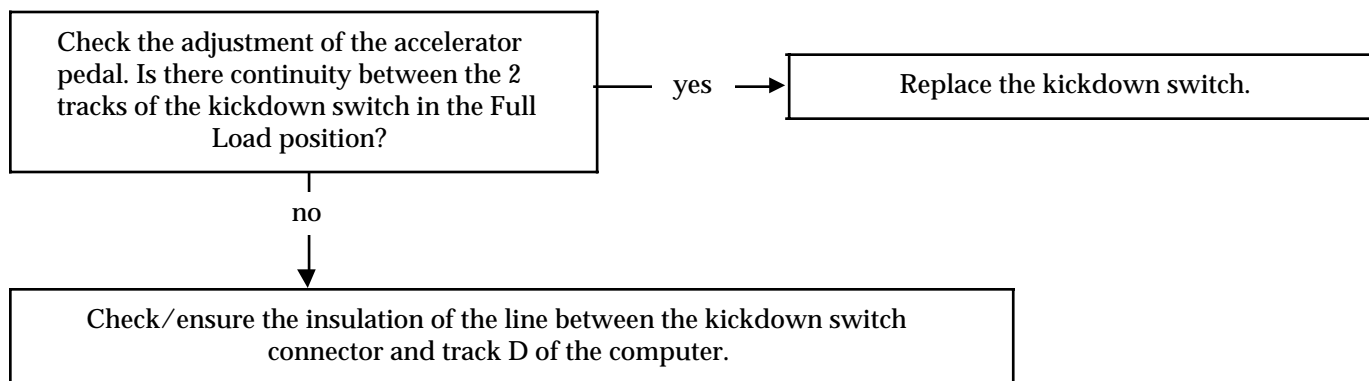 Check the adjustment of the accelerator
pedal. Is there continuity between the 2
tracks of the kickdown switch in the Full
Load position?
yes
Replace the kickdown switch.
no
Check/ensure the insulation of the line between the kickdown switch
connector and track D of the computer.